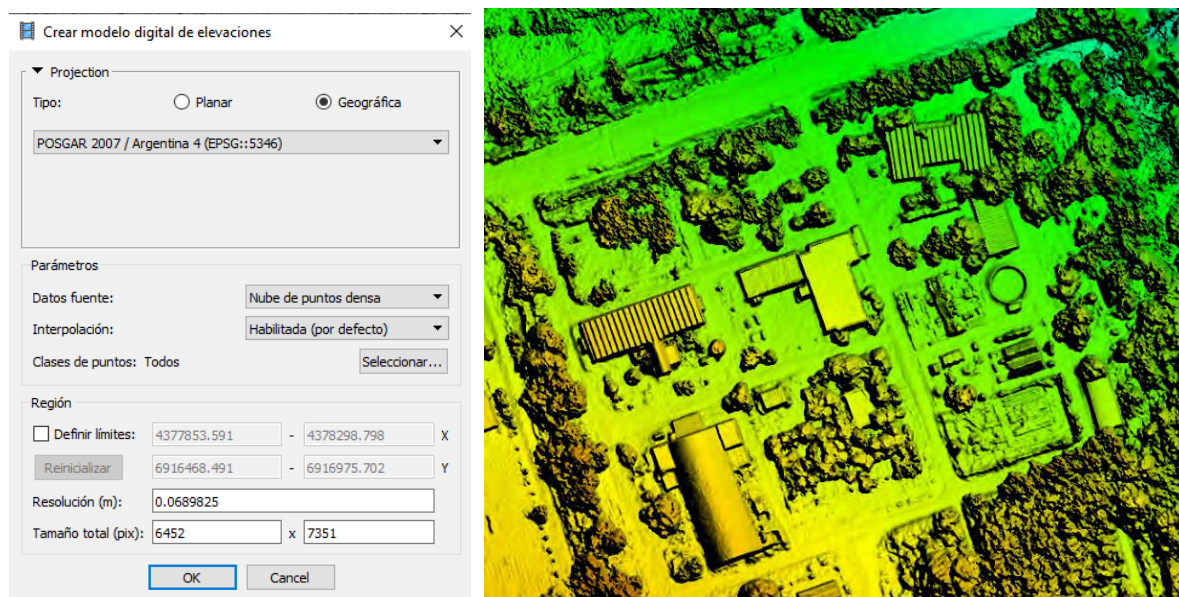 Crear modelo digital de elevaciones
Projection
Tipo: Planar Geográfica
POSGAR 2007 / Argentina 4 (EPSG::5346)
Parámetros
Datos fuente: Nube de puntos densa
Interpolación: Habilitada (por defecto)
Clases de puntos: Todos Seleccionar...
Región
Definir límites: 4377853.591 - 4378298.798 X
Reinicializar 6916468.491 - 6916975.702 Y
Resolución (m): 0.0689825
Tamaño total (pix): 6452 x 7351
OK Cancel